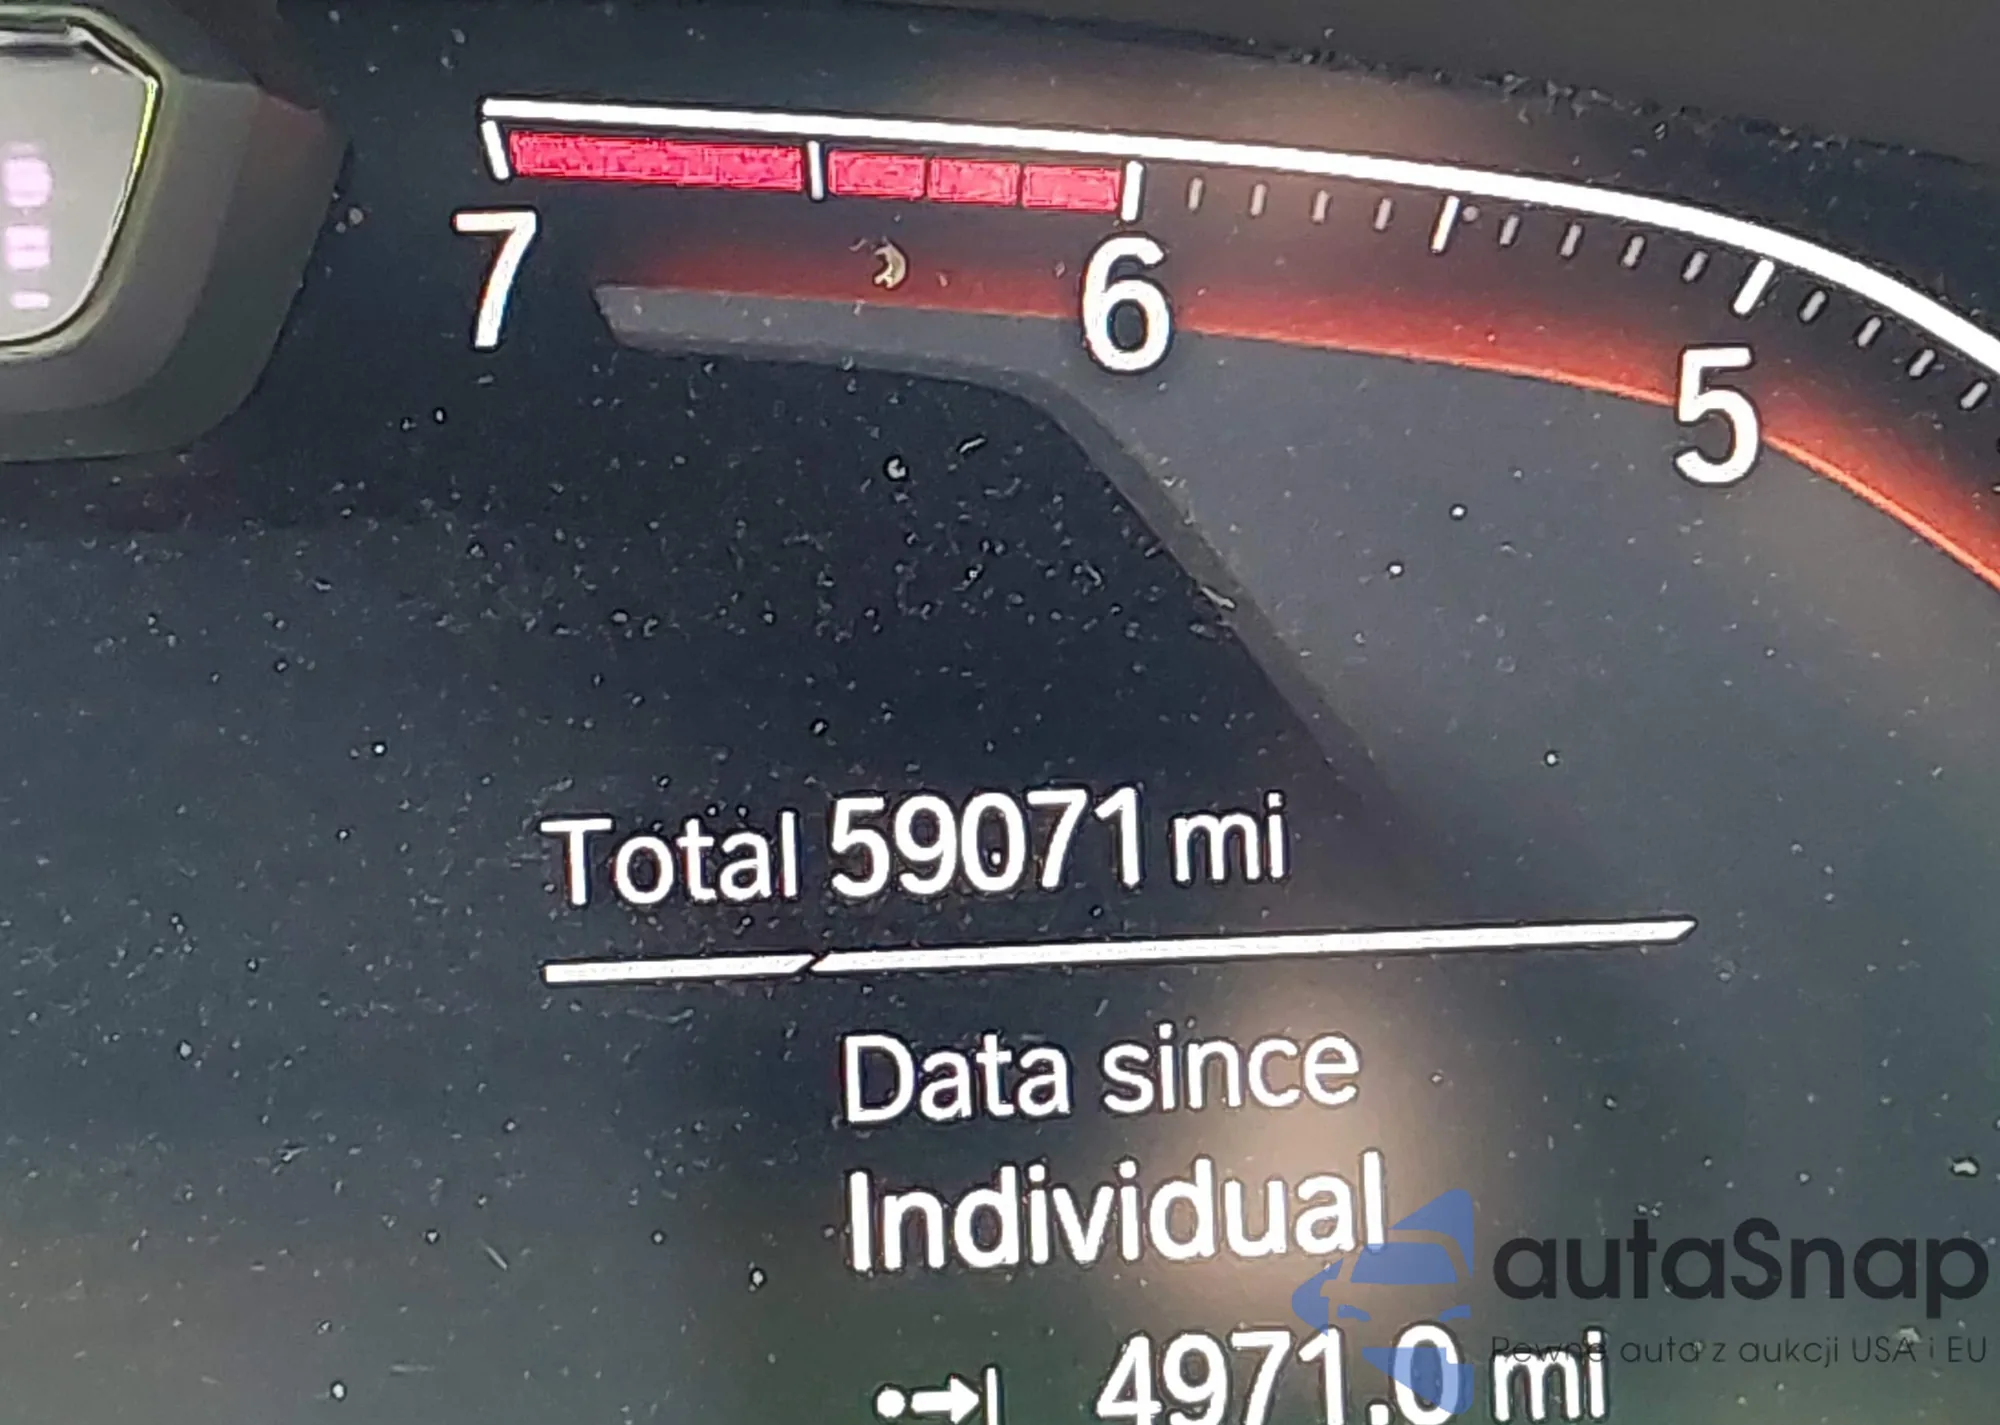 7
6
5
Total 59071 mi
Data since
Individual
4971.0 mi
autaSnap
Pewne auta z aukcji USA i EU